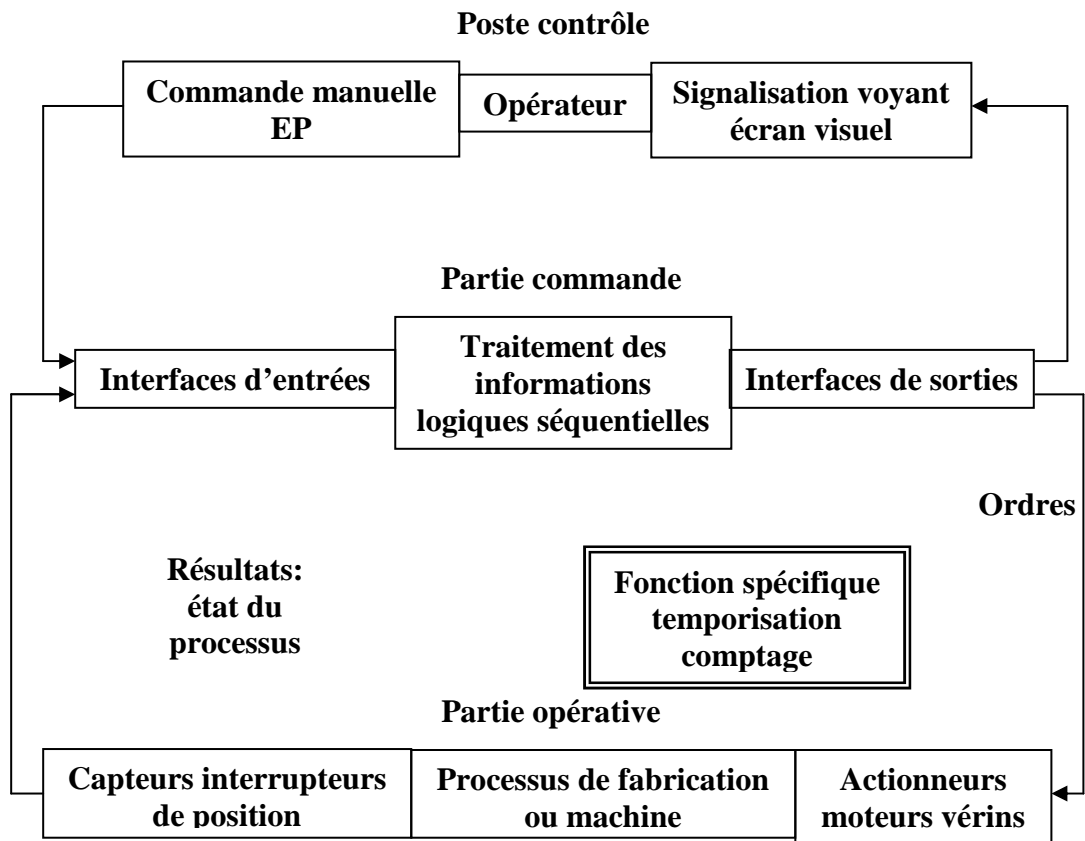 Poste contrôle
Commande manuelle
EP
Opérateur
Signalisation voyant
écran visuel
Partie commande
Interfaces d'entrées
Traitement des
informations
logiques séquentielles
Interfaces de sorties
Ordres
Résultats:
état du
processus
Fonction spécifique
temporisation
comptage
Partie opérative
Capteurs interrupteurs
de position
Processus de fabrication
ou machine
Actionneurs
moteurs vérins